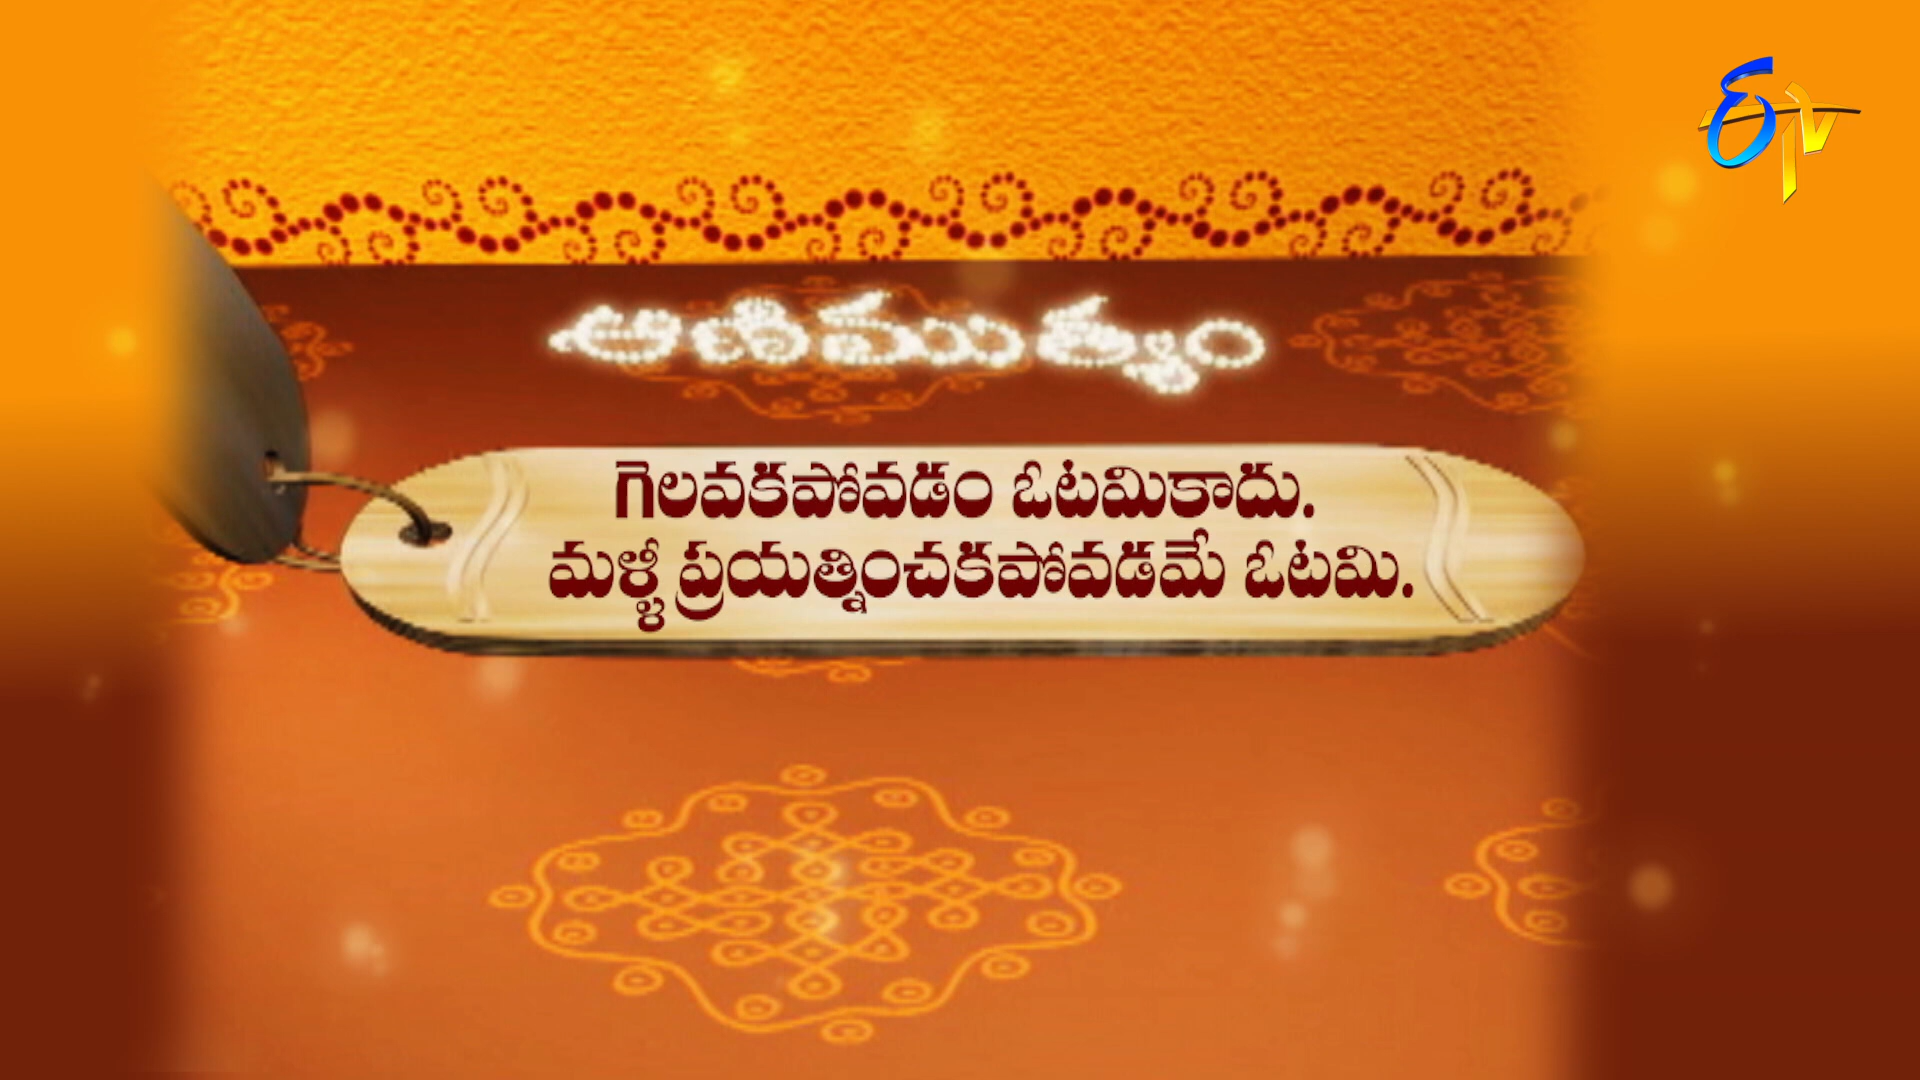 ETV
ఆణిముత్యం
గెలవకపోవడం ఓటమికాదు.
మళ్ళీ ప్రయత్నించకపోవడమే ఓటమి.